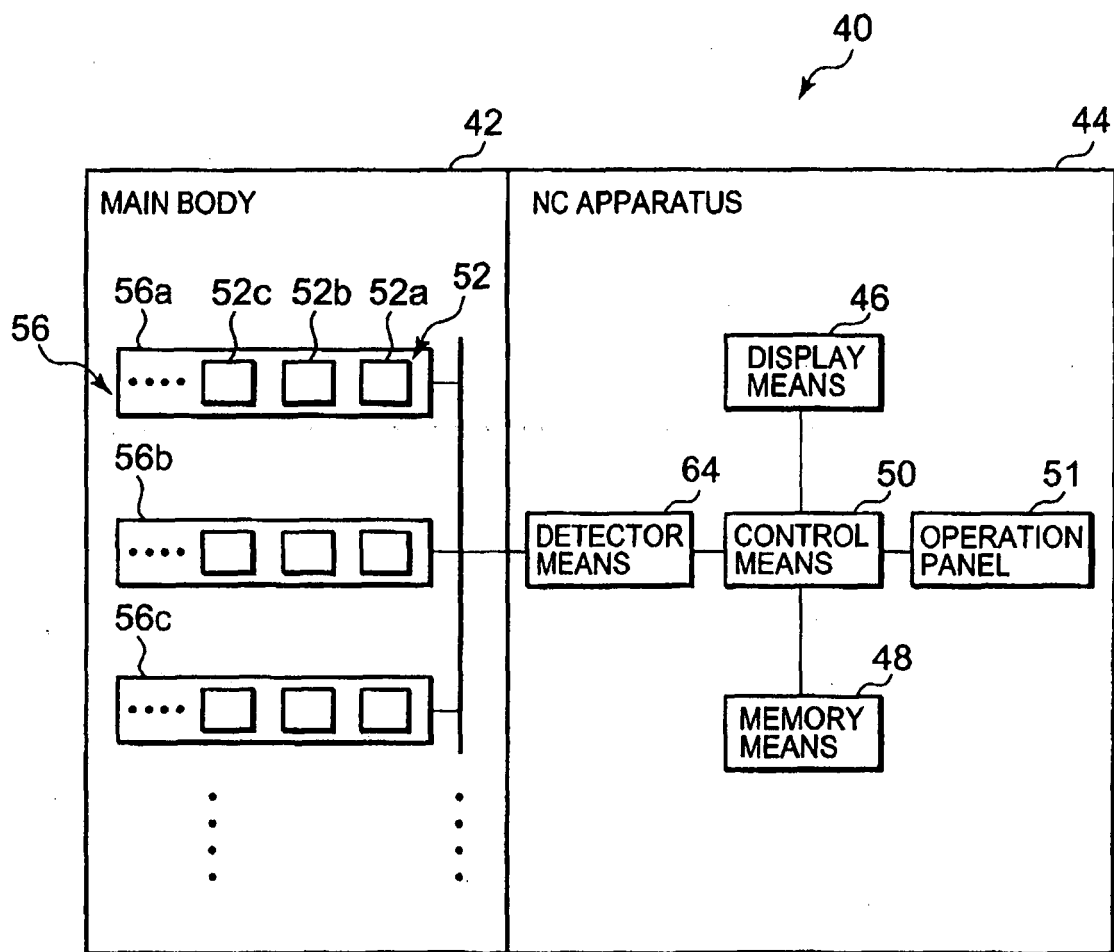 40
42
44
MAIN BODY
NC APPARATUS
56a 52c 52b 52a 52
56
46
DISPLAY
MEANS
56b
64
50
51
DETECTOR
MEANS
CONTROL
MEANS
OPERATION
PANEL
56c
48
MEMORY
MEANS